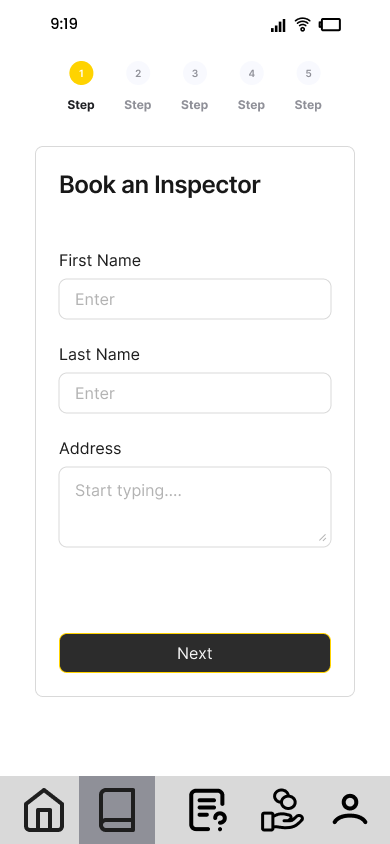 9:19
1 2 3 4 5
Step Step Step Step Step
Book an Inspector
First Name
Enter
Last Name
Enter
Address
Start typing....
Next
?